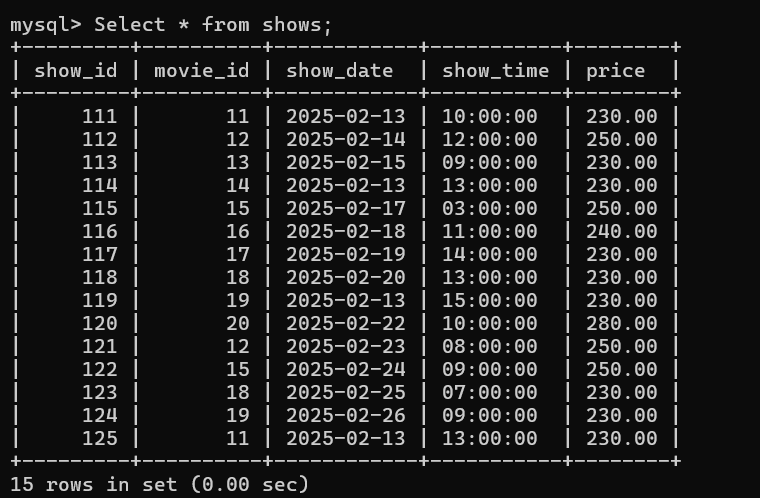 mysql> Select * from shows;
+---------+----------+------------+-----------+--------+
| show_id | movie_id | show_date  | show_time | price  |
+---------+----------+------------+-----------+--------+
|     111 |       11 | 2025-02-13 | 10:00:00  | 230.00 |
|     112 |       12 | 2025-02-14 | 12:00:00  | 250.00 |
|     113 |       13 | 2025-02-15 | 09:00:00  | 230.00 |
|     114 |       14 | 2025-02-13 | 13:00:00  | 230.00 |
|     115 |       15 | 2025-02-17 | 03:00:00  | 250.00 |
|     116 |       16 | 2025-02-18 | 11:00:00  | 240.00 |
|     117 |       17 | 2025-02-19 | 14:00:00  | 230.00 |
|     118 |       18 | 2025-02-20 | 13:00:00  | 230.00 |
|     119 |       19 | 2025-02-13 | 15:00:00  | 230.00 |
|     120 |       20 | 2025-02-22 | 10:00:00  | 280.00 |
|     121 |       12 | 2025-02-23 | 08:00:00  | 250.00 |
|     122 |       15 | 2025-02-24 | 09:00:00  | 250.00 |
|     123 |       18 | 2025-02-25 | 07:00:00  | 230.00 |
|     124 |       19 | 2025-02-26 | 09:00:00  | 230.00 |
|     125 |       11 | 2025-02-13 | 13:00:00  | 230.00 |
+---------+----------+------------+-----------+--------+
15 rows in set (0.00 sec)